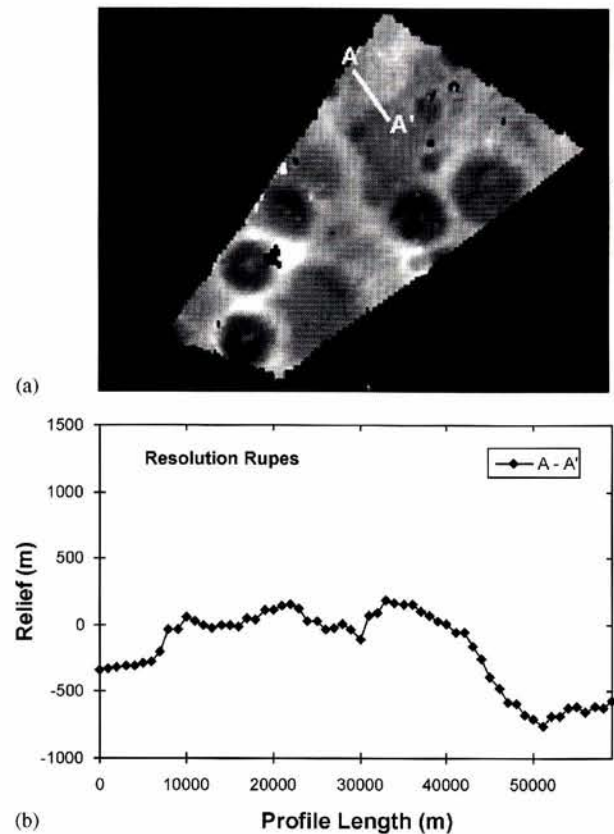 A
A'
(a)
1500
Resolution Rupes
A - A'
1000
500
0
-500
-1000
Relief (m)
0 10000 20000 30000 40000 50000
(b)
Profile Length (m)